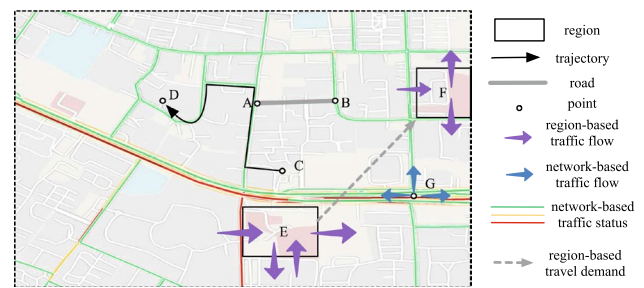 D
A
B
C
E
F
G
region
trajectory
road
point
region-based
traffic flow
network-based
traffic flow
network-based
traffic status
region-based
travel demand